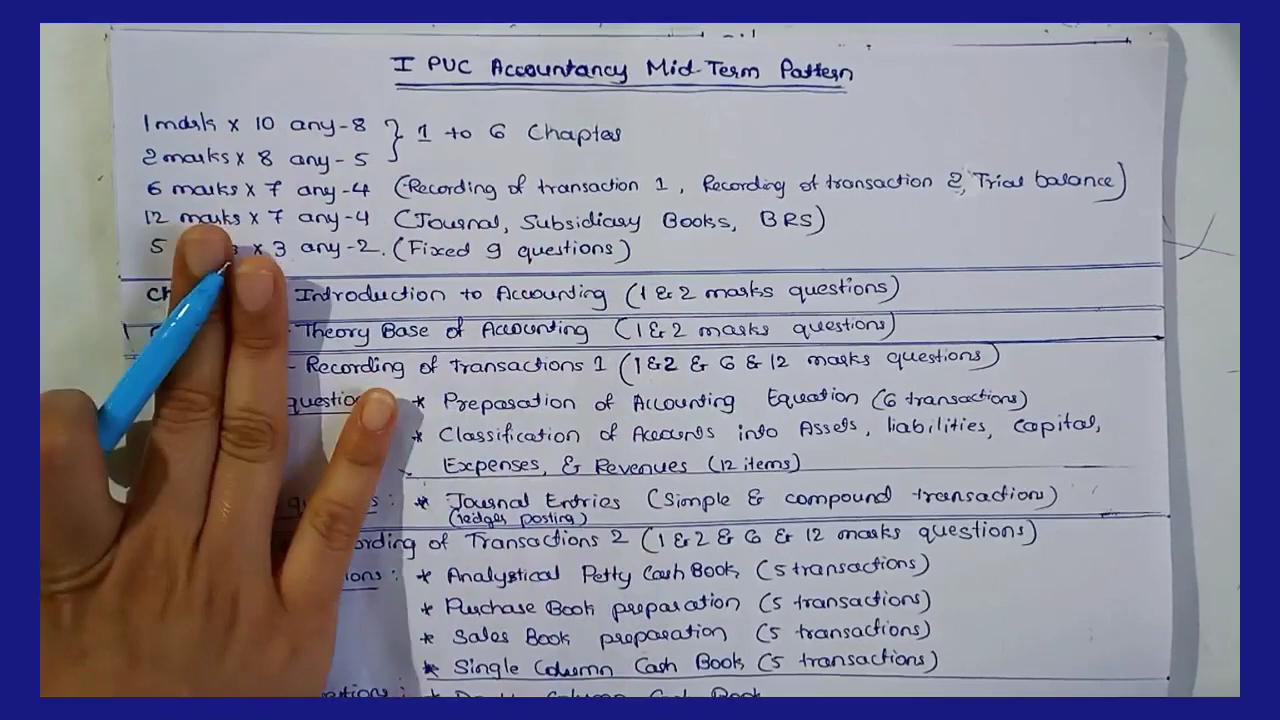 I PUC Accountancy Mid Term Pattern
1 mark x 10 any-8 } 1 to 6 Chapter
2 marks x 8 any - 5
6 marks x 7 any-4 (Recording of transaction 1, Recording of transaction 2, Trial balance)
12 marks x 7 any-4 (Journal, Subsidiary Books, BRS)
5 x 3 any-2. (Fixed 9 questions)
Introduction to Accounting (1 & 2 marks questions)
- Theory Base of Accounting (1 & 2 marks questions)
- Recording of transactions 1 (1 & 2 & 6 & 12 marks questions)
* Preparation of Accounting Equation (6 transactions)
* Classification of Accounts into Assets, liabilities, capital,
Expenses, & Revenues (12 items)
* Journal Entries (Simple & compound transaction)
(ledger posting)
of Transactions 2 (1 & 2 & 6 & 12 marks questions)
: * Analystical Petty Cash Book (5 transactions)
* Purchase Book preparation (5 transactions)
* Sales Book preparation (5 transactions)
* Single Column Cash Book (5 transactions)